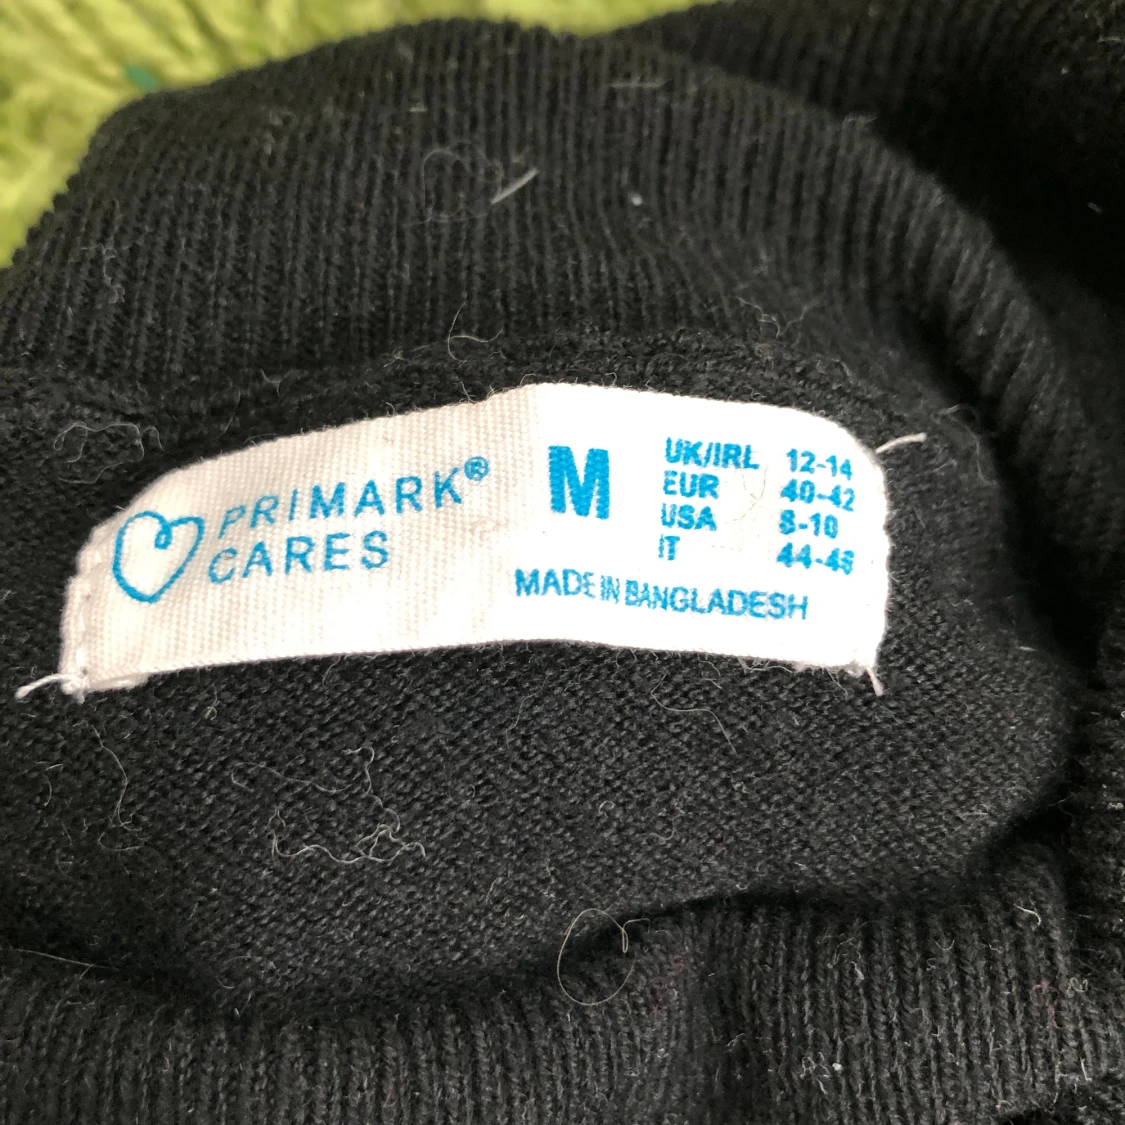 PRIMARK®
CARES
M
UK/IRL 12-14
EUR 40-42
USA 8-10
IT 44-46
MADE IN BANGLADESH